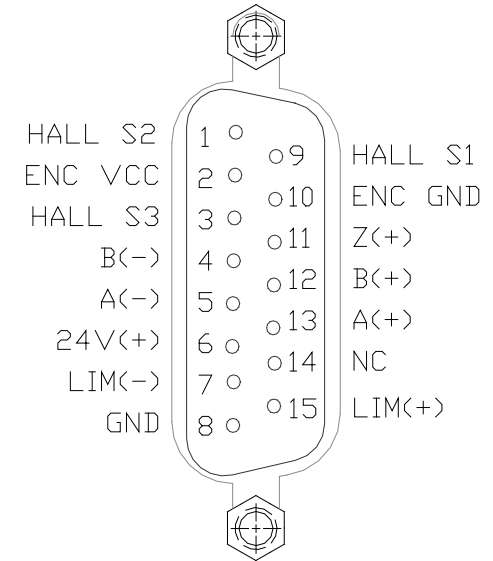 HALL S2 1
9 HALL S1
ENC VCC 2
10 ENC GND
HALL S3 3
11 Z(+)
B(-) 4
12 B(+)
A(-) 5
13 A(+)
24V(+) 6
14 NC
LIM(-) 7
15 LIM(+)
GND 8